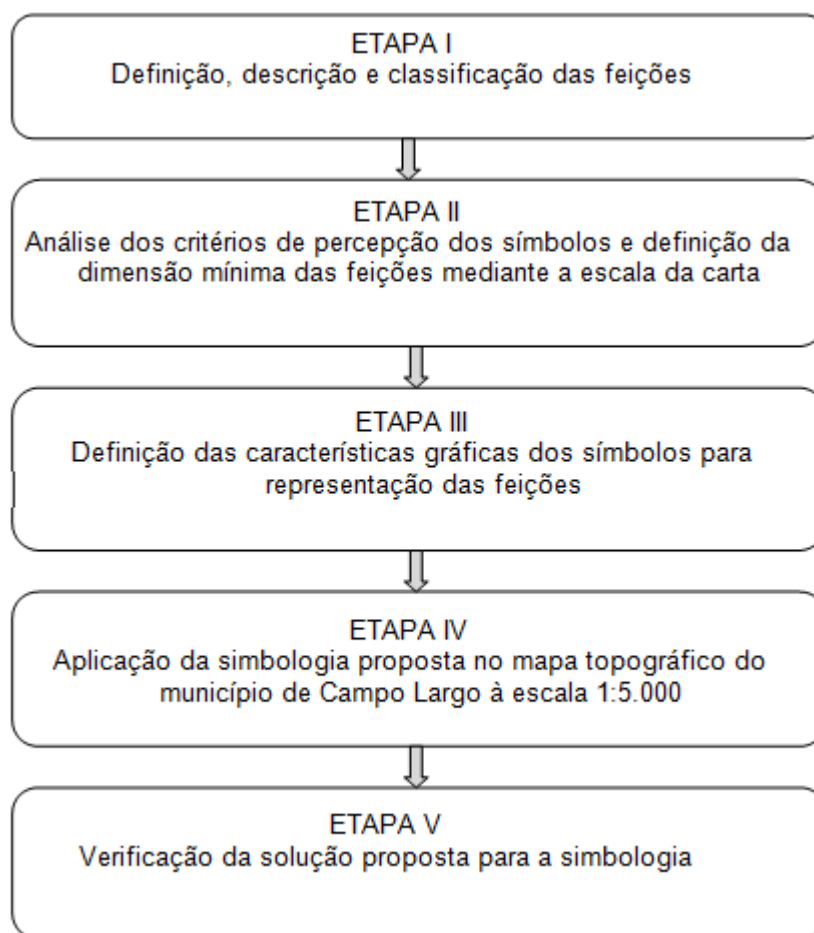 ETAPA I
Definição, descrição e classificação das feições
ETAPA II
Análise dos critérios de percepção dos símbolos e definição da
dimensão mínima das feições mediante a escala da carta
ETAPA III
Definição das características gráficas dos símbolos para
representação das feições
ETAPA IV
Aplicação da simbologia proposta no mapa topográfico do
município de Campo Largo à escala 1:5.000
ETAPA V
Verificação da solução proposta para a simbologia